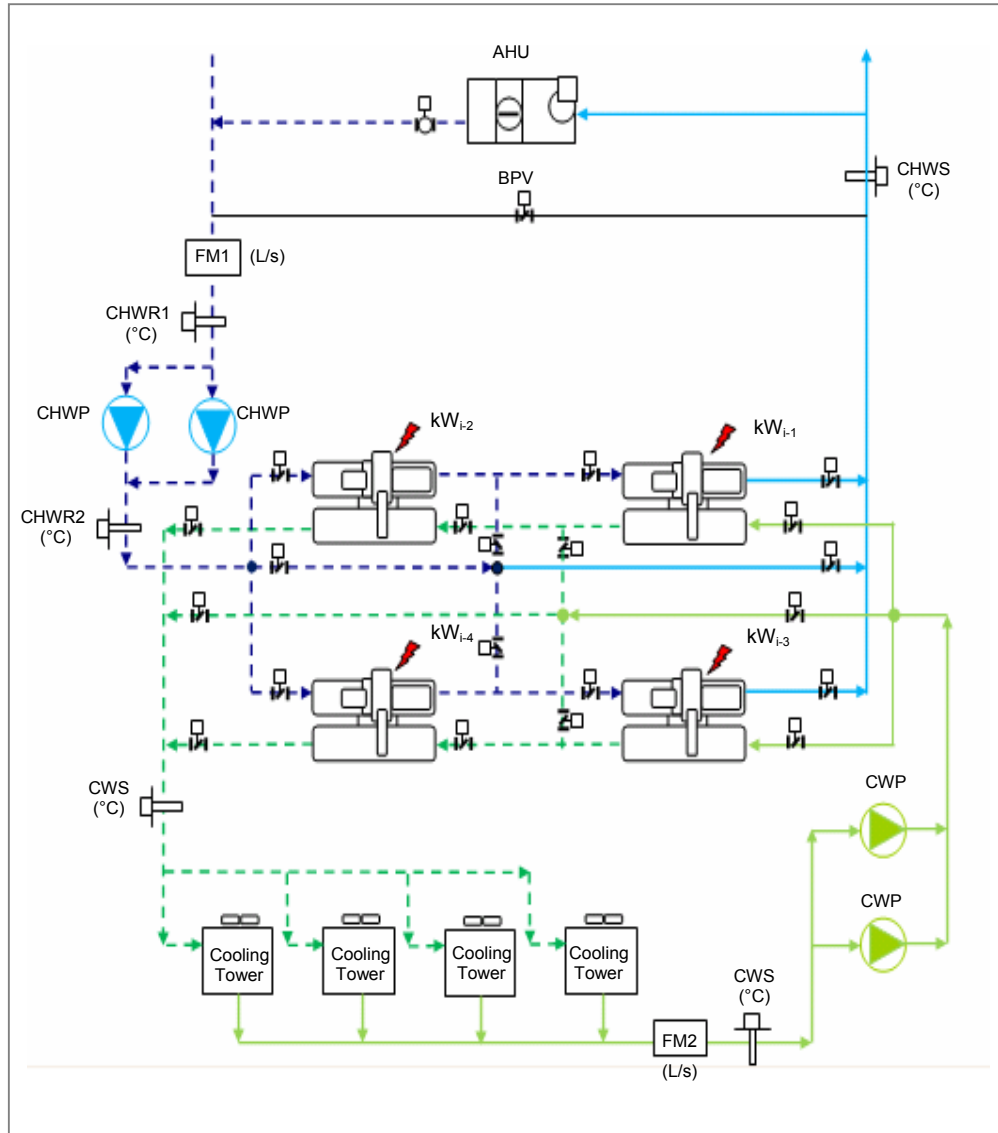 AHU
BPV
CHWS
(°C)
FM1 (L/s)
CHWR1
(°C)
CHWP
CHWP
kWi-2
kWi-1
CHWR2
(°C)
kWi-4
kWi-3
CWS
(°C)
CWP
CWP
Cooling
Tower
Cooling
Tower
Cooling
Tower
Cooling
Tower
CWS
(°C)
FM2
(L/s)